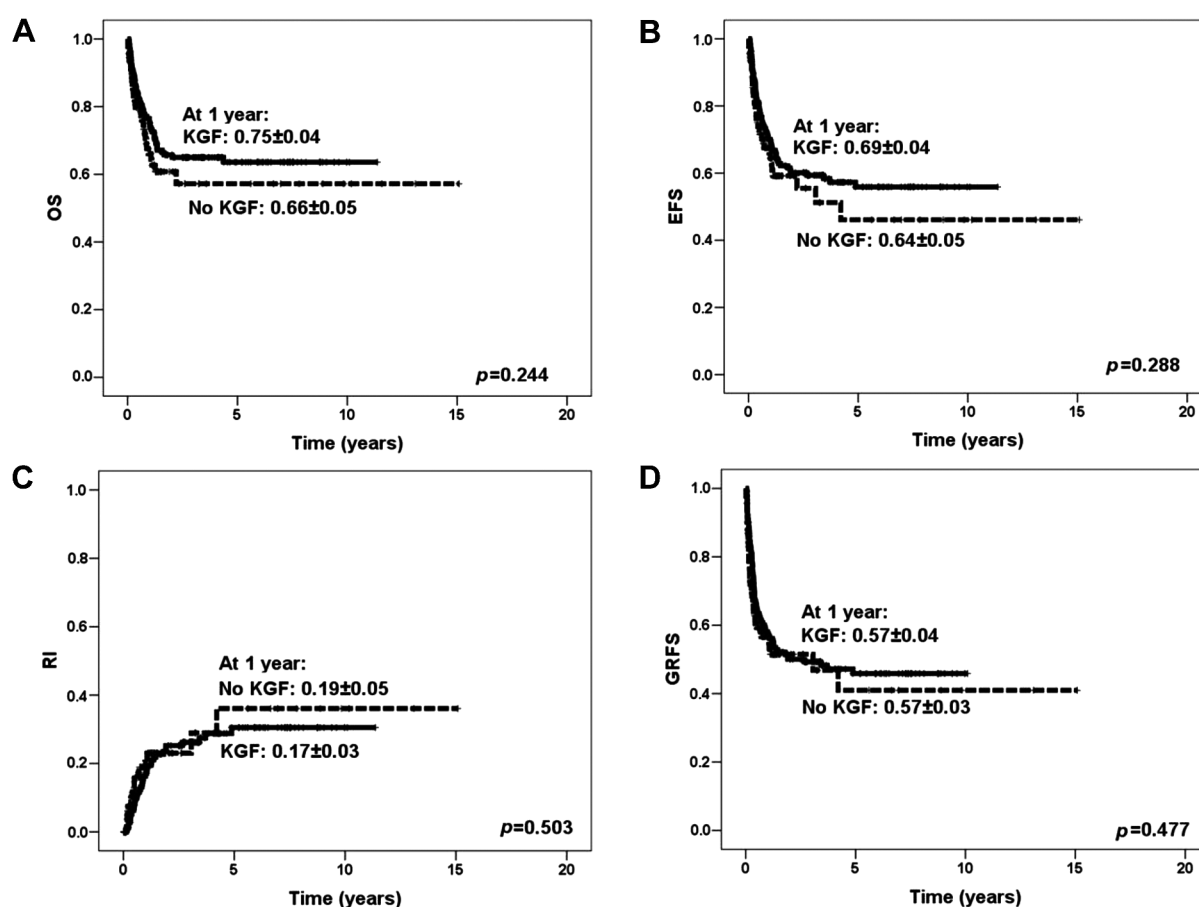 A
1.0
0.8
0.6
0.4
0.2
0.0
OS
At 1 year:
KGF: 0.75±0.04
No KGF: 0.66±0.05
p=0.244
0 5 10 15 20
Time (years)
B
1.0
0.8
0.6
0.4
0.2
0.0
EFS
At 1 year:
KGF: 0.69±0.04
No KGF: 0.64±0.05
p=0.288
0 5 10 15 20
Time (years)
C
1.0
0.8
0.6
0.4
0.2
0.0
RI
At 1 year:
No KGF: 0.19±0.05
KGF: 0.17±0.03
p=0.503
0 5 10 15 20
Time (years)
D
1.0
0.8
0.6
0.4
0.2
0.0
GRFS
At 1 year:
KGF: 0.57±0.04
No KGF: 0.57±0.03
p=0.477
0 5 10 15 20
Time (years)